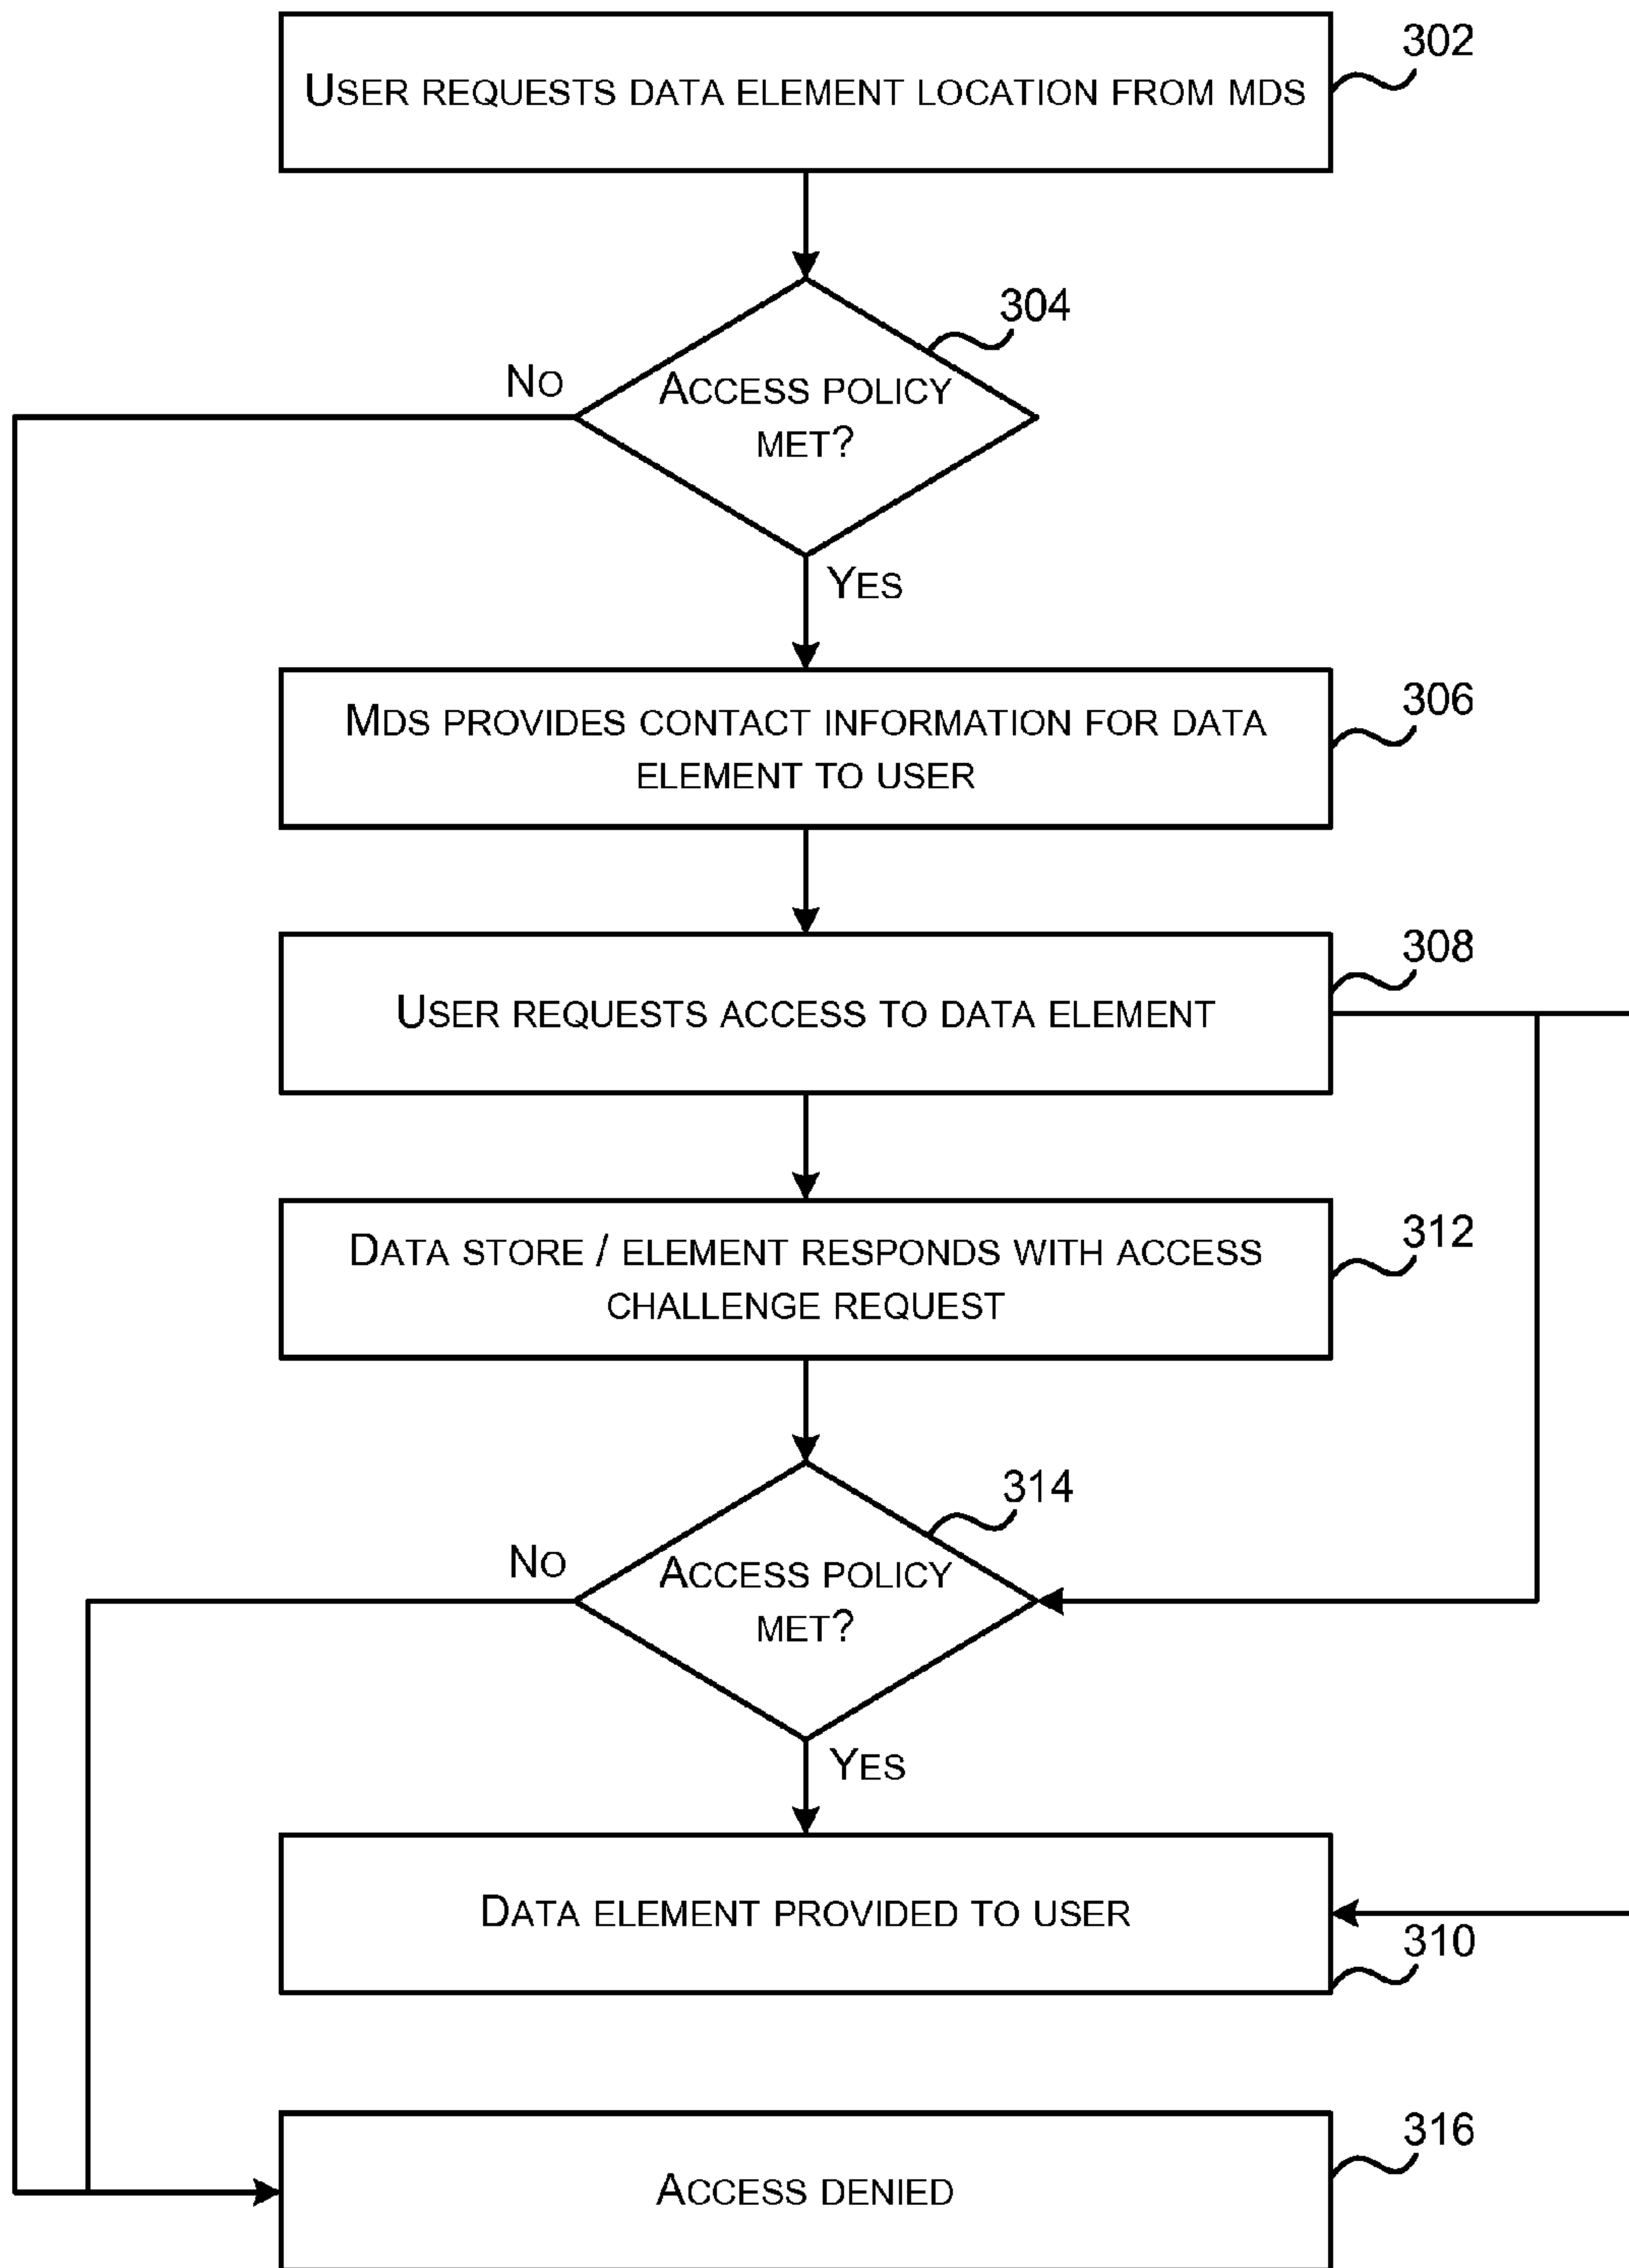 302
USER REQUESTS DATA ELEMENT LOCATION FROM MDS
304
NO
ACCESS POLICY
MET?
YES
306
MDS PROVIDES CONTACT INFORMATION FOR DATA
ELEMENT TO USER
308
USER REQUESTS ACCESS TO DATA ELEMENT
312
DATA STORE / ELEMENT RESPONDS WITH ACCESS
CHALLENGE REQUEST
314
NO
ACCESS POLICY
MET?
YES
DATA ELEMENT PROVIDED TO USER
310
316
ACCESS DENIED